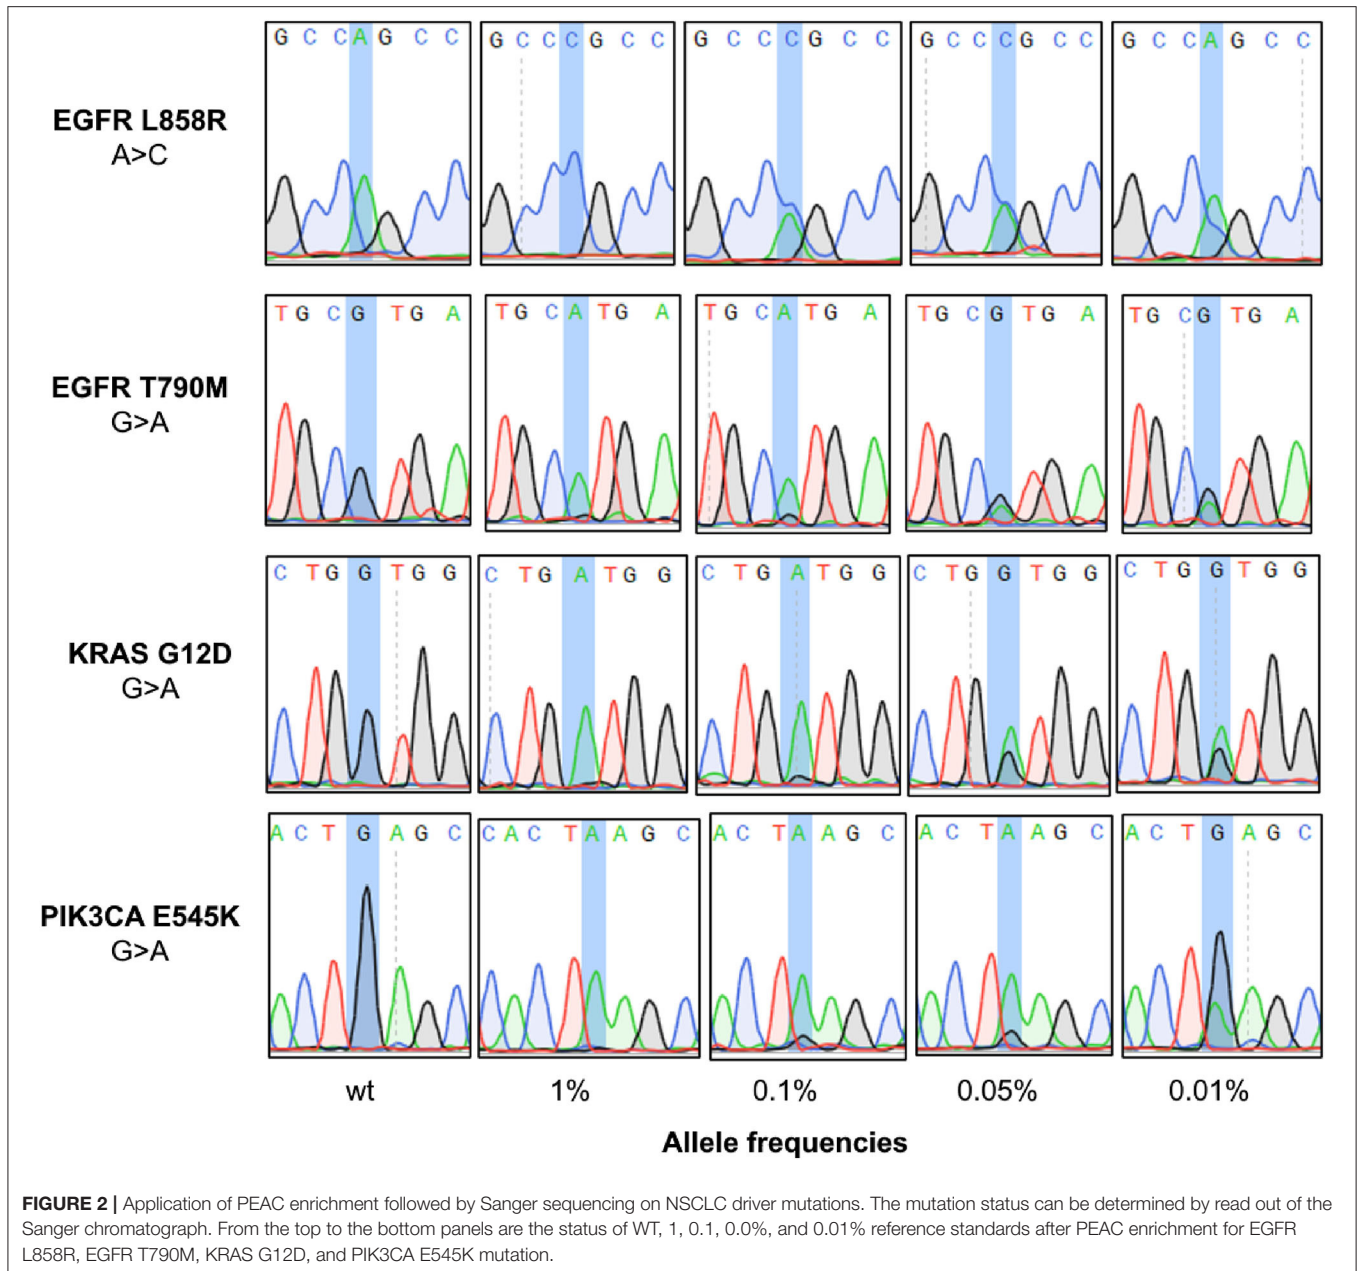 G C C A G C C
G C C C G C C
G C C C G C C
G C C C G C C
G C C A G C C
EGFR L858R
A>C
T G C G T G A
T G C A T G A
T G C A T G A
T G C G T G A
T G C G T G A
EGFR T790M
G>A
C T G G T G G
C T G A T G G
C T G A T G G
C T G G T G G
C T G G T G G
KRAS G12D
G>A
A C T G A G C
C A C T A A G C
A C T A A G C
A C T A A G C
A C T G A G C
PIK3CA E545K
G>A
wt
1%
0.1%
0.05%
0.01%
Allele frequencies
FIGURE 2 | Application of PEAC enrichment followed by Sanger sequencing on NSCLC driver mutations. The mutation status can be determined by read out of the
Sanger chromatograph. From the top to the bottom panels are the status of WT, 1, 0.1, 0.0%, and 0.01% reference standards after PEAC enrichment for EGFR
L858R, EGFR T790M, KRAS G12D, and PIK3CA E545K mutation.